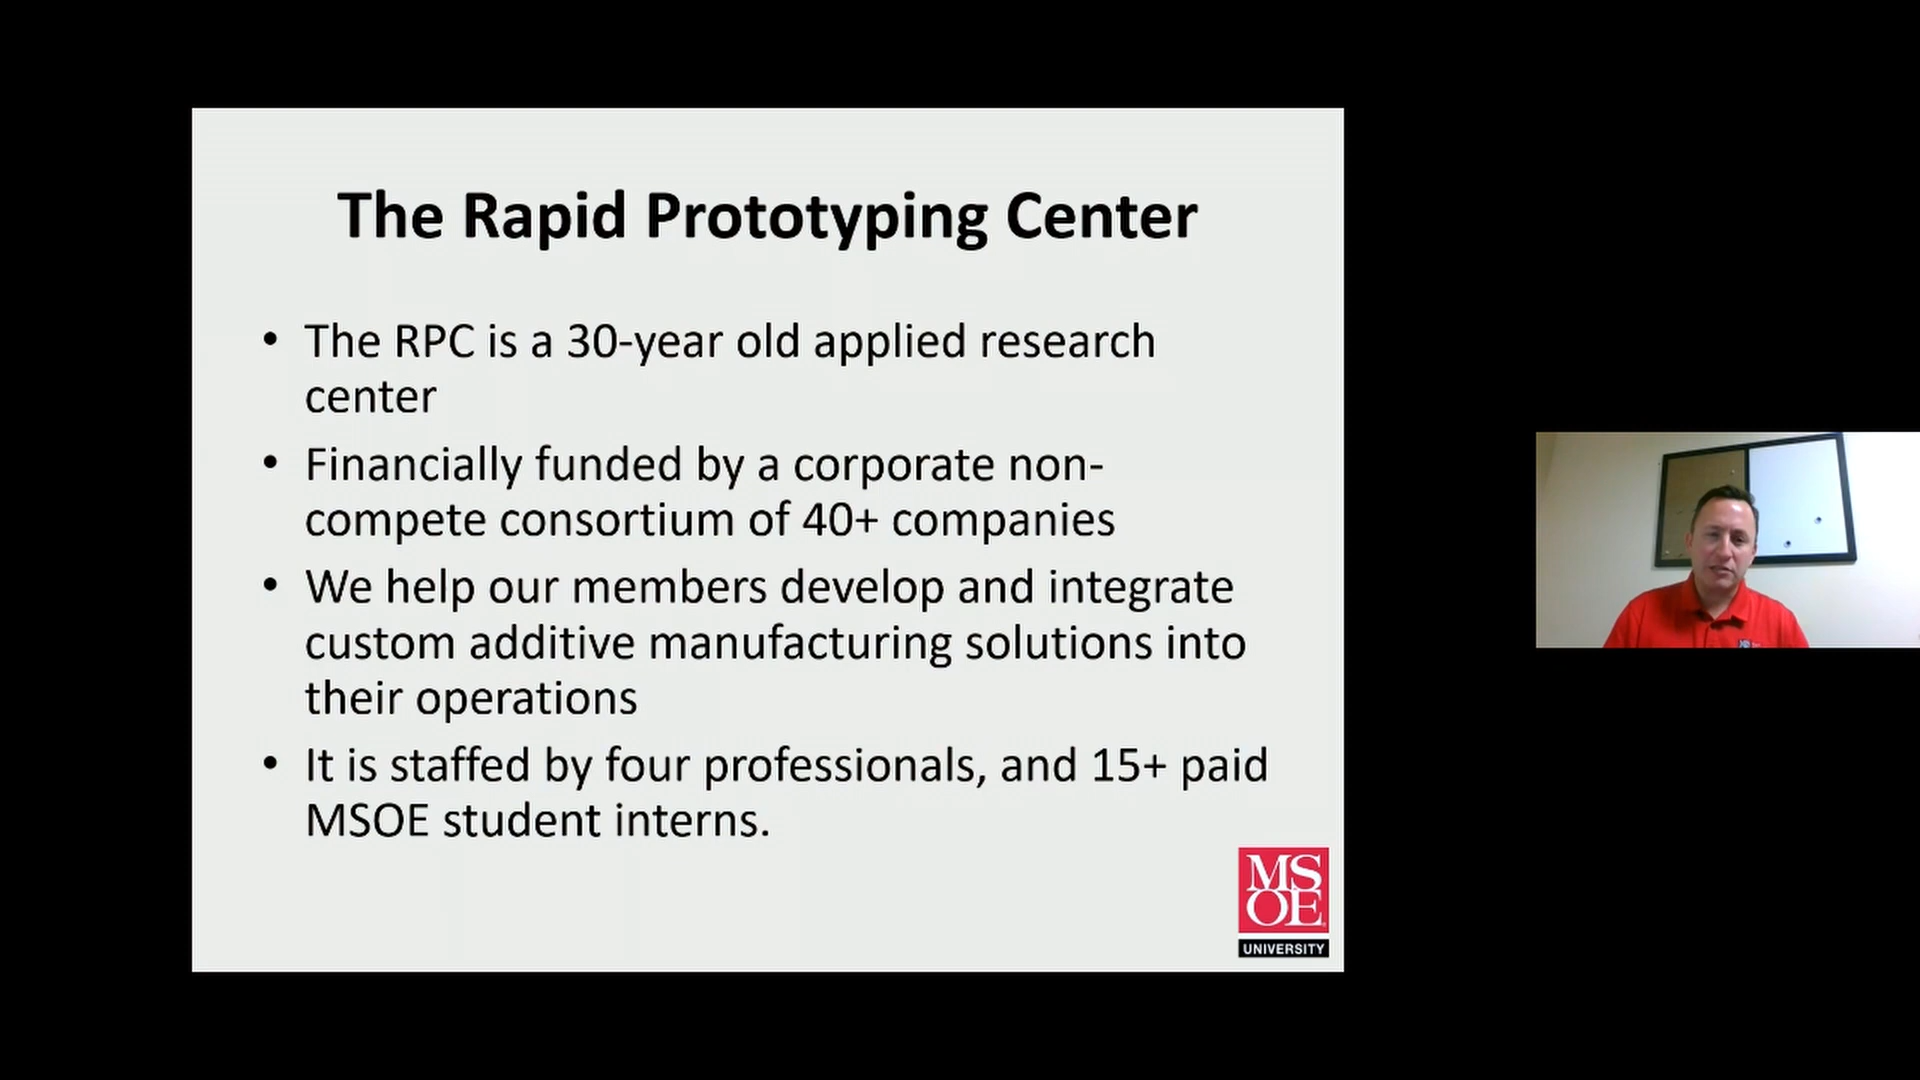 The Rapid Prototyping Center
• The RPC is a 30-year old applied research
center
• Financially funded by a corporate non-
compete consortium of 40+ companies
• We help our members develop and integrate
custom additive manufacturing solutions into
their operations
• It is staffed by four professionals, and 15+ paid
MSOE student interns.
MS
OE
UNIVERSITY